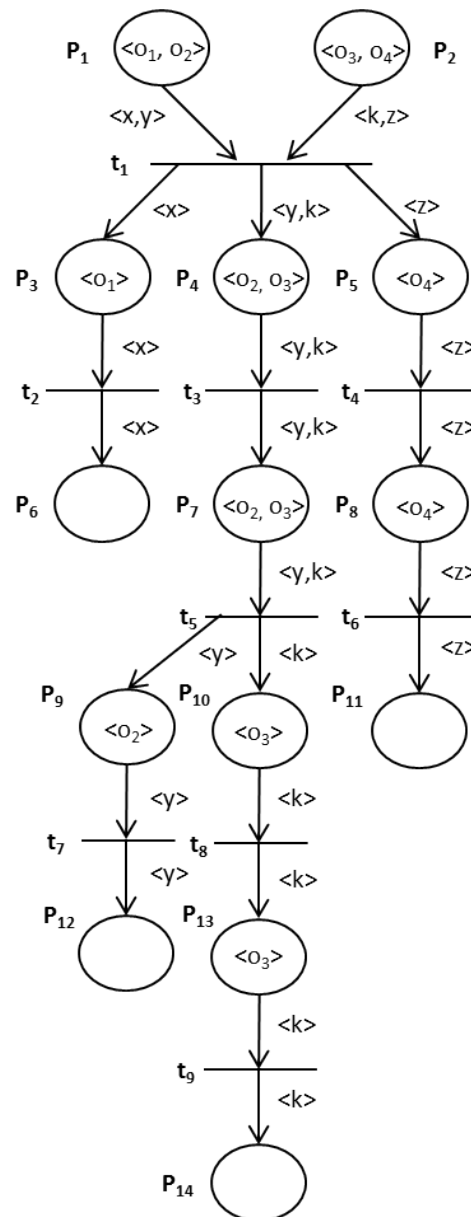 P1 <o1, o2> <o3, o4> P2
<x,y> <k,z>
t1
<x> <y,k> <z>
P3 <o1> P4 <o2, o3> P5 <o4>
<x> <y,k> <z>
t2 t3 t4
<x> <y,k> <z>
P6 P7 <o2, o3> P8 <o4>
<y,k> <z>
t5 t6
<y> <k> <z>
P9 <o2> P10 <o3> P11
<y> <k>
t7 t8
<y> <k>
P12 P13 <o3>
<k>
t9
<k>
P14